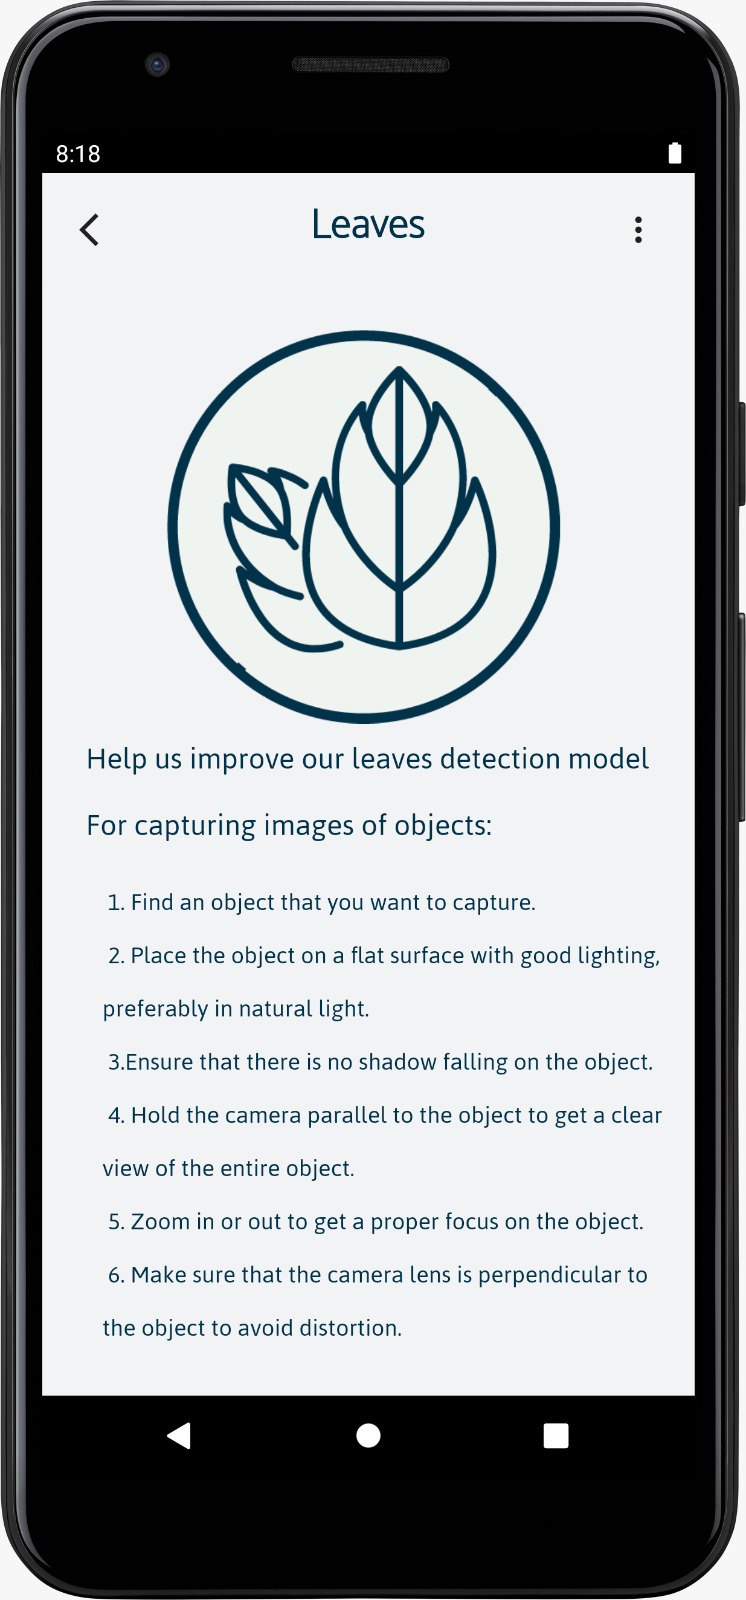 8:18
Leaves
Help us improve our leaves detection model
For capturing images of objects:
1. Find an object that you want to capture.
2. Place the object on a flat surface with good lighting,
preferably in natural light.
3.Ensure that there is no shadow falling on the object.
4. Hold the camera parallel to the object to get a clear
view of the entire object.
5. Zoom in or out to get a proper focus on the object.
6. Make sure that the camera lens is perpendicular to
the object to avoid distortion.